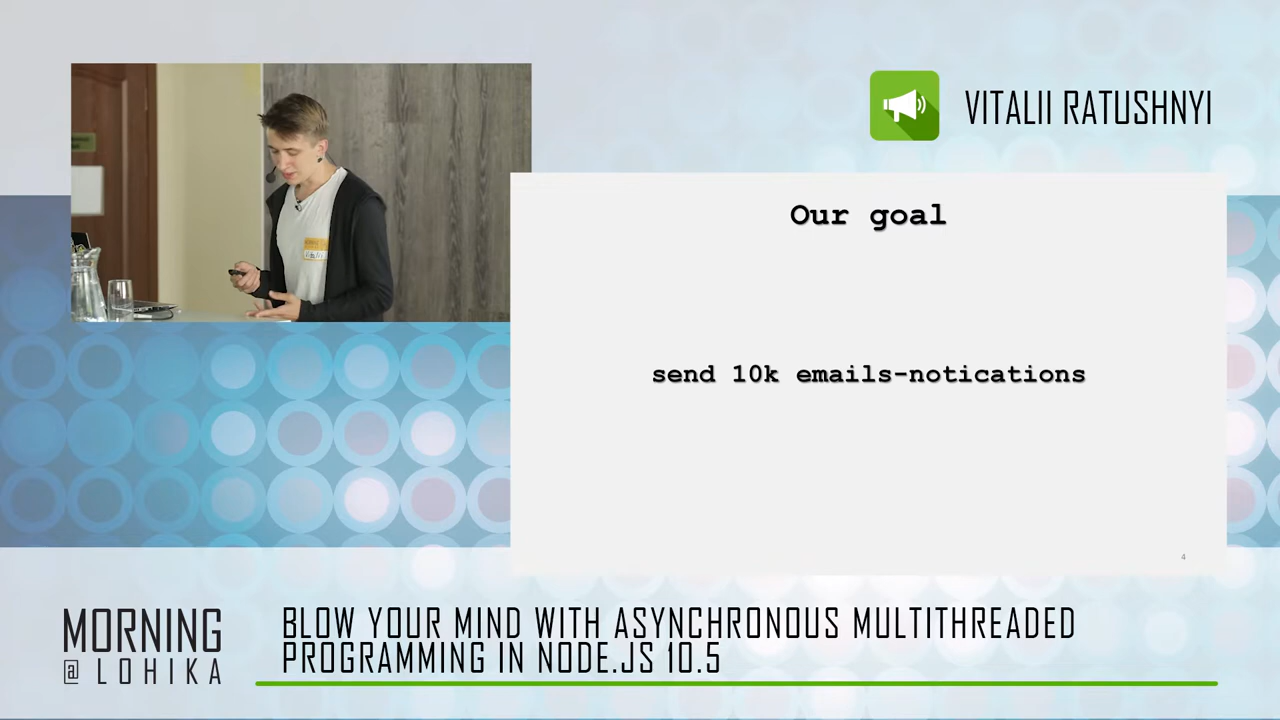 VITALII RATUSHNYI
Our goal
send 10k emails-notications
4
MORNING
@ LOHIKA
BLOW YOUR MIND WITH ASYNCHRONOUS MULTITHREADED
PROGRAMMING IN NODE.JS 10.5